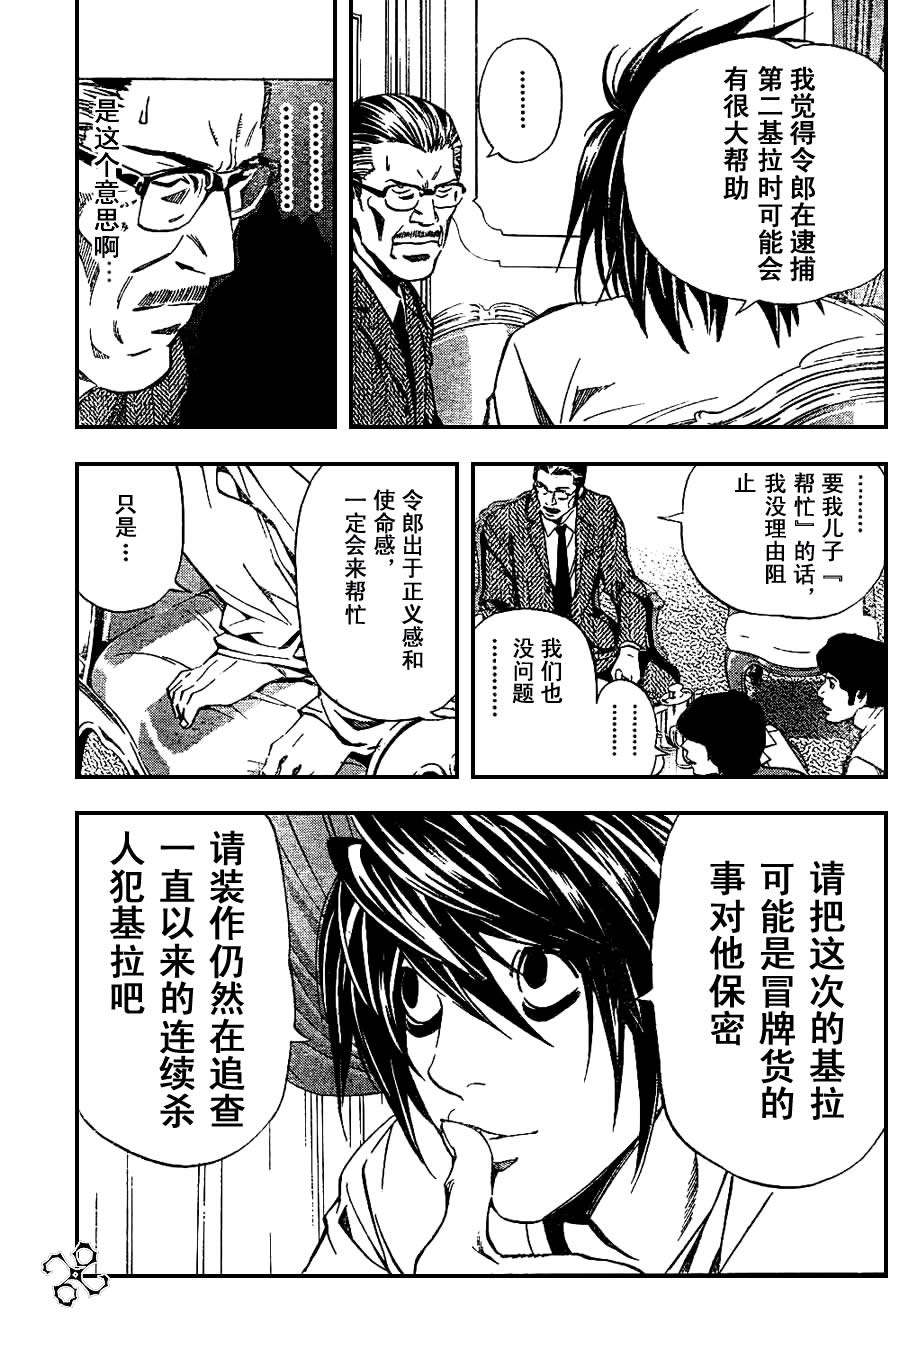 我觉得令郎在逮捕
第二基拉时可能会
有很大帮助
………
………
………
是这个意思啊…
………
要我儿子『
帮忙』的话，
我没理由阻
止
………
我们也
没问题
………
令郎出于正义感和
使命感，
一定会来帮忙
只是…
请把这次的基拉
可能是冒牌货的
事对他保密
请装作仍然在追查
一直以来的连续杀
人犯基拉吧